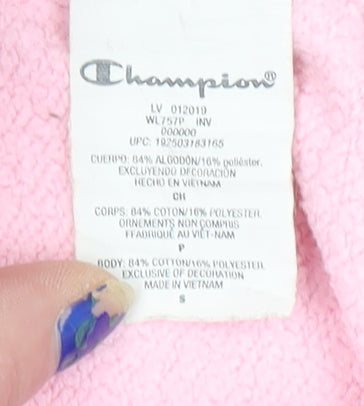 Champion®
LV 012019
WL757P INV
000000
UPC: 192503183165
CUERPO: 84% ALGODÓN/16% poliéster.
EXCLUYENDO DECORACIÓN
HECHO EN VIETNAM
CH
CORPS: 84% COTON/16% POLYESTER.
ORNEMENTS NON COMPRIS
FFABRIQUÉ AU VIÊT-NAM
P
BODY: 84% COTTON/16% POLYESTER.
EXCLUSIVE OF DECORATION
MADE IN VIETNAM
S